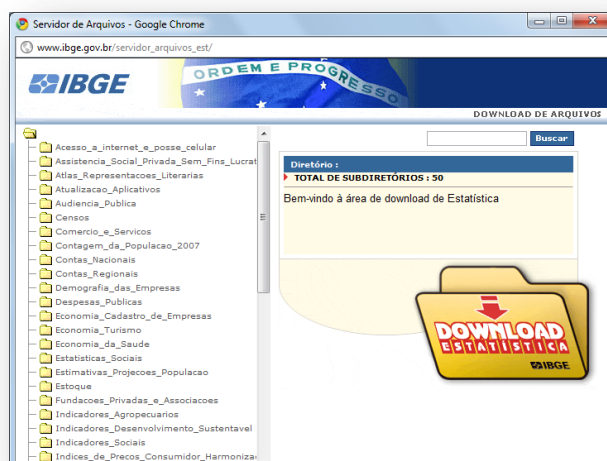 Servidor de Arquivos - Google Chrome
www.ibge.gov.br/servidor_arquivos_est/
IBGE
ORDEM E PROGRESSO
DOWNLOAD DE ARQUIVOS
Buscar
Acesso_a_internet_e_posse_celular
Assistencia_Social_Privada_Sem_Fins_Lucrat
Atlas_Representacoes_Literarias
Atualizacao_Aplicativos
Audiencia_Publica
Censos
Comercio_e_Servicos
Contagem_da_Populacao_2007
Contas_Nacionais
Contas_Regionais
Demografia_das_Empresas
Despesas_Publicas
Economia_Cadastro_de_Empresas
Economia_Turismo
Economia_da_Saude
Estatisticas_Sociais
Estimativas_Projecoes_Populacao
Estoque
Fundacoes_Privadas_e_Associacoes
Indicadores_Agropecuarios
Indicadores_Desenvolvimento_Sustentavel
Indicadores_Sociais
Indices_de_Precos_Consumidor_Harmoniza
Diretório :
TOTAL DE SUBDIRETÓRIOS : 50
Bem-vindo à área de download de Estatística
DOWNLOAD
ESTATÍSTICA
IBGE